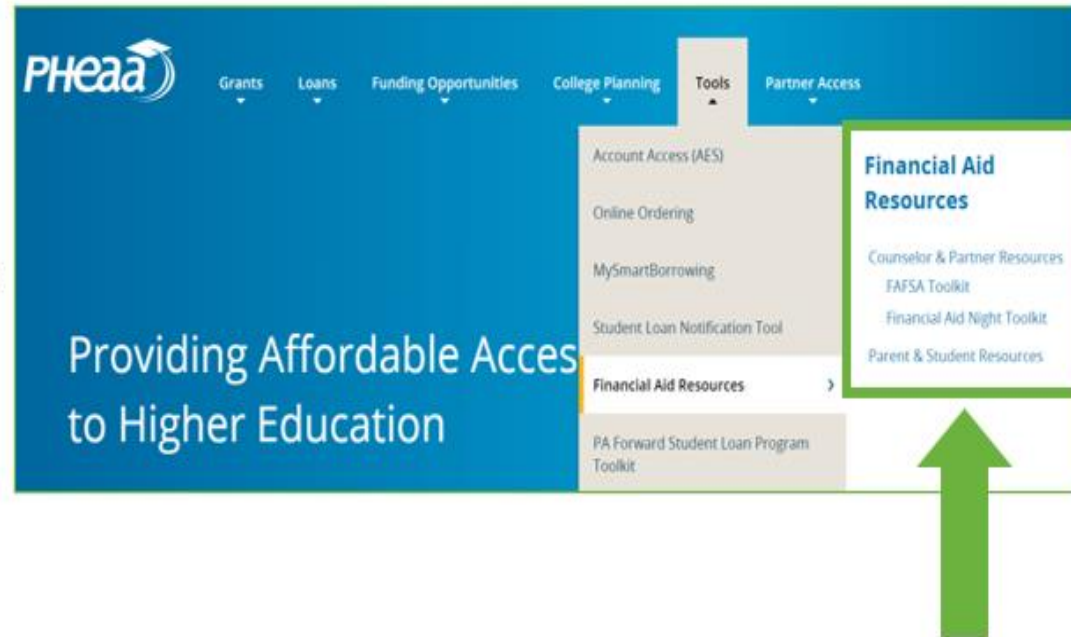 PHeaa
Grants Loans Funding Opportunities College Planning Tools Partner Access
Account Access (AES)
Online Ordering
MySmartBorrowing
Student Loan Notification Tool
Financial Aid Resources
PA Forward Student Loan Program
Toolkit
Financial Aid
Resources
Counselor & Partner Resources
FAFSA Toolkit
Financial Aid Night Toolkit
Parent & Student Resources
Providing Affordable Acces
to Higher Education